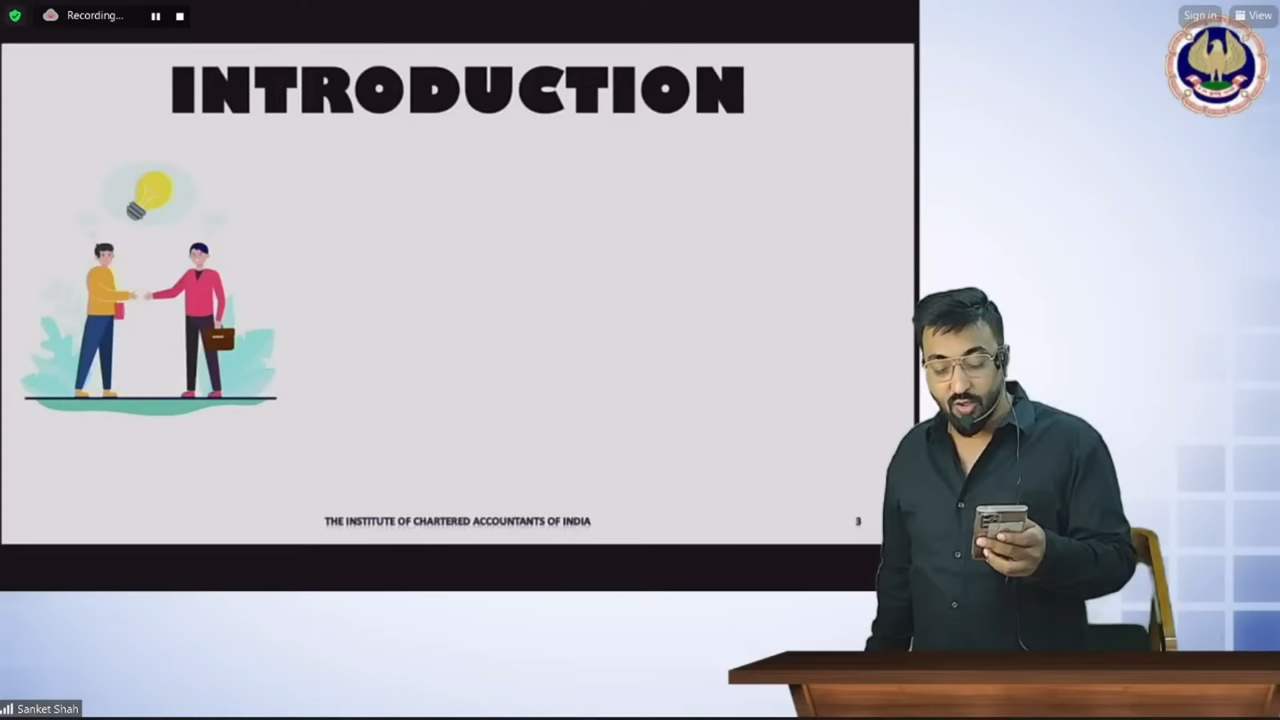 Recording...
Sign in
View
INTRODUCTION
THE INSTITUTE OF CHARTERED ACCOUNTANTS OF INDIA
3
Sanket Shah